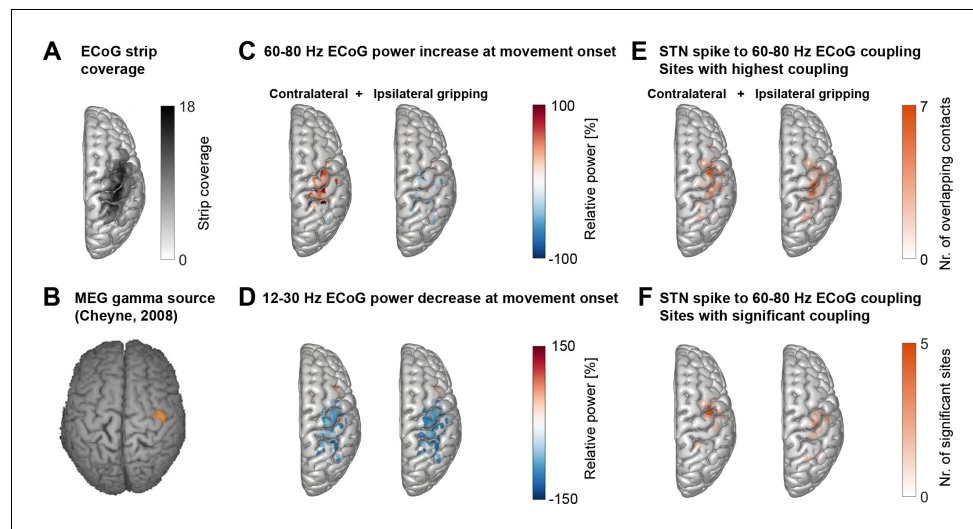 A ECoG strip
coverage
18
Strip coverage
0
B MEG gamma source
(Cheyne, 2008)
C 60-80 Hz ECoG power increase at movement onset
Contralateral + Ipsilateral gripping
100
Relative power [%]
-100
D 12-30 Hz ECoG power decrease at movement onset
150
Relative power [%]
-150
E STN spike to 60-80 Hz ECoG coupling
Sites with highest coupling
Contralateral + Ipsilateral gripping
7
Nr. of overlapping contacts
0
F STN spike to 60-80 Hz ECoG coupling
Sites with significant coupling
5
Nr. of significant sites
0